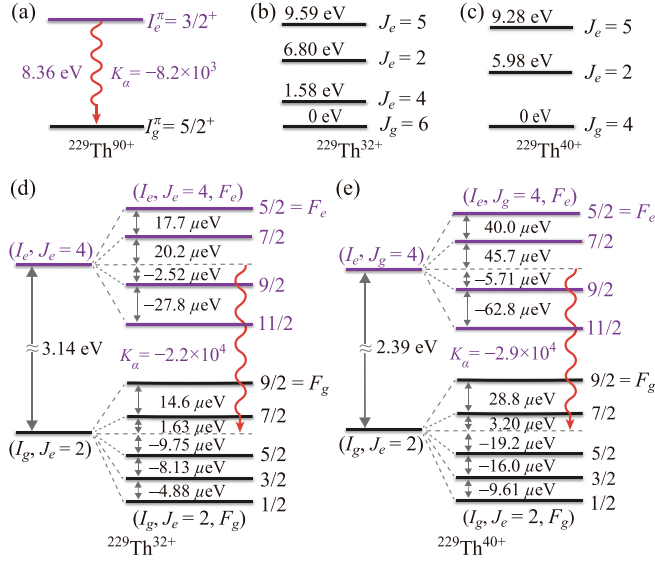 (a)
I_e^π = 3/2⁺
8.36 eV
K_α = −8.2×10³
I_g^π = 5/2⁺
²²⁹Th⁹⁰⁺
(b)
9.59 eV
J_e = 5
6.80 eV
J_e = 2
1.58 eV
J_e = 4
0 eV
J_g = 6
²²⁹Th³²⁺
(c)
9.28 eV
J_e = 5
5.98 eV
J_e = 2
0 eV
J_g = 4
²²⁹Th⁴⁰⁺
(d)
(I_e, J_e = 4, F_e)
5/2 = F_e
17.7 μeV
7/2
20.2 μeV
(I_e, J_e = 4)
−2.52 μeV
9/2
−27.8 μeV
11/2
≈ 3.14 eV
K_α = −2.2×10⁴
9/2 = F_g
14.6 μeV
7/2
1.63 μeV
(I_g, J_e = 2)
−9.75 μeV
5/2
−8.13 μeV
3/2
−4.88 μeV
1/2
(I_g, J_e = 2, F_g)
²²⁹Th³²⁺
(e)
(I_e, J_g = 4, F_e)
5/2 = F_e
40.0 μeV
7/2
45.7 μeV
(I_e, J_g = 4)
−5.71 μeV
9/2
−62.8 μeV
11/2
≈ 2.39 eV
K_α = −2.9×10⁴
9/2 = F_g
28.8 μeV
7/2
3.20 μeV
(I_g, J_e = 2)
−19.2 μeV
5/2
−16.0 μeV
3/2
−9.61 μeV
1/2
(I_g, J_e = 2, F_g)
²²⁹Th⁴⁰⁺